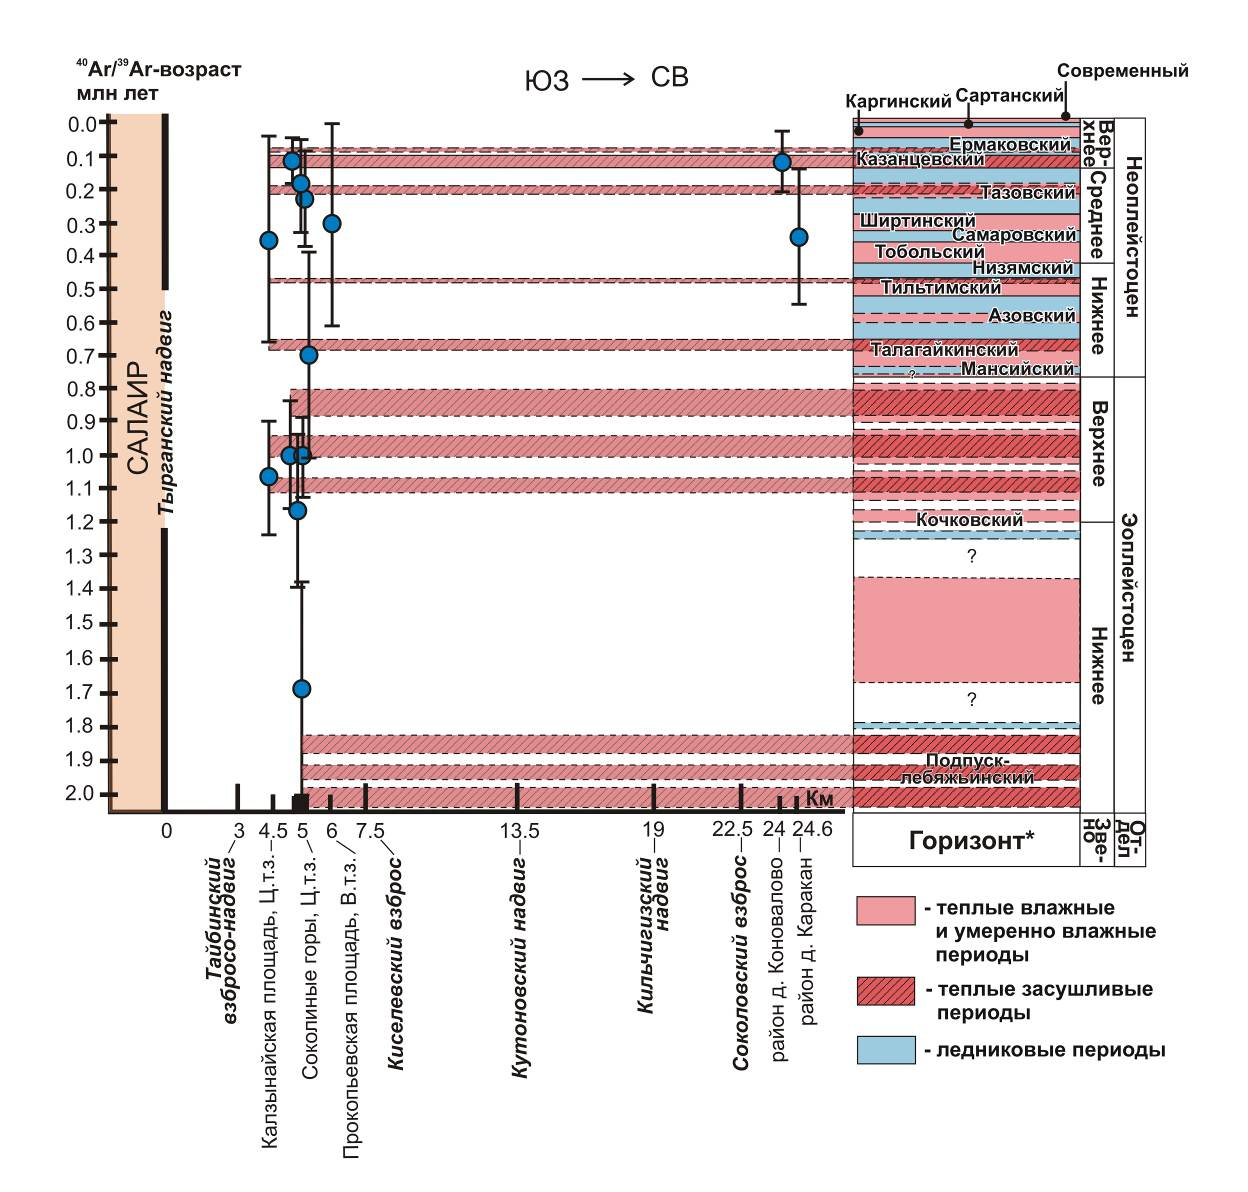 ⁴⁰Ar/³⁹Ar-возраст
млн лет
ЮЗ → СВ
Современный
Каргинский
Сартанский
0.0
0.1
0.2
0.3
0.4
0.5
0.6
0.7
0.8
0.9
1.0
1.1
1.2
1.3
1.4
1.5
1.6
1.7
1.8
1.9
2.0
САЛАИР
Тырганский надвиг
Ермаковский
Казанцевский
Тазовский
Ширтинский
Самаровский
Тобольский
Низямский
Тильтимский
Азовский
Талагайкинский
Мансийский
?
Кочковский
?
?
Подпуск-
лебяжьинский
Вер-
хнее
Среднее
Нижнее
Верхнее
Нижнее
Неоплейстоцен
Эоплейстоцен
Км
0
3
4.5
5
6
7.5
13.5
19
22.5
24
24.6
Горизонт*
Зве-
но
От-
дел
Тайбинский
взбросо-надвиг
Калзынайская площадь, Ц.т.з.
Соколиные горы, Ц.т.з.
Прокопьевская площадь, В.т.з.
Киселевский взброс
Кутоновский надвиг
Кильчигизский
надвиг
Соколовский взброс
район д. Коновалово
район д. Каракан
- теплые влажные
и умеренно влажные
периоды
- теплые засушливые
периоды
- ледниковые периоды